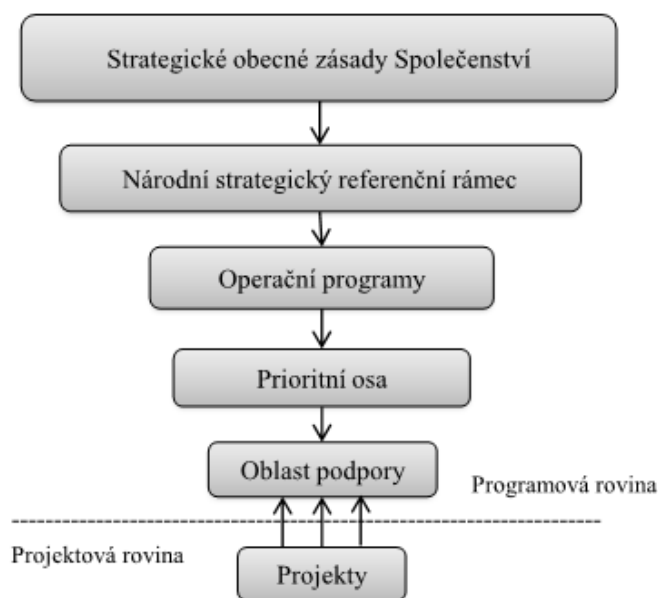 Strategické obecné zásady Společenství
Národní strategický referenční rámec
Operační programy
Prioritní osa
Oblast podpory
Programová rovina
Projektová rovina
Projekty